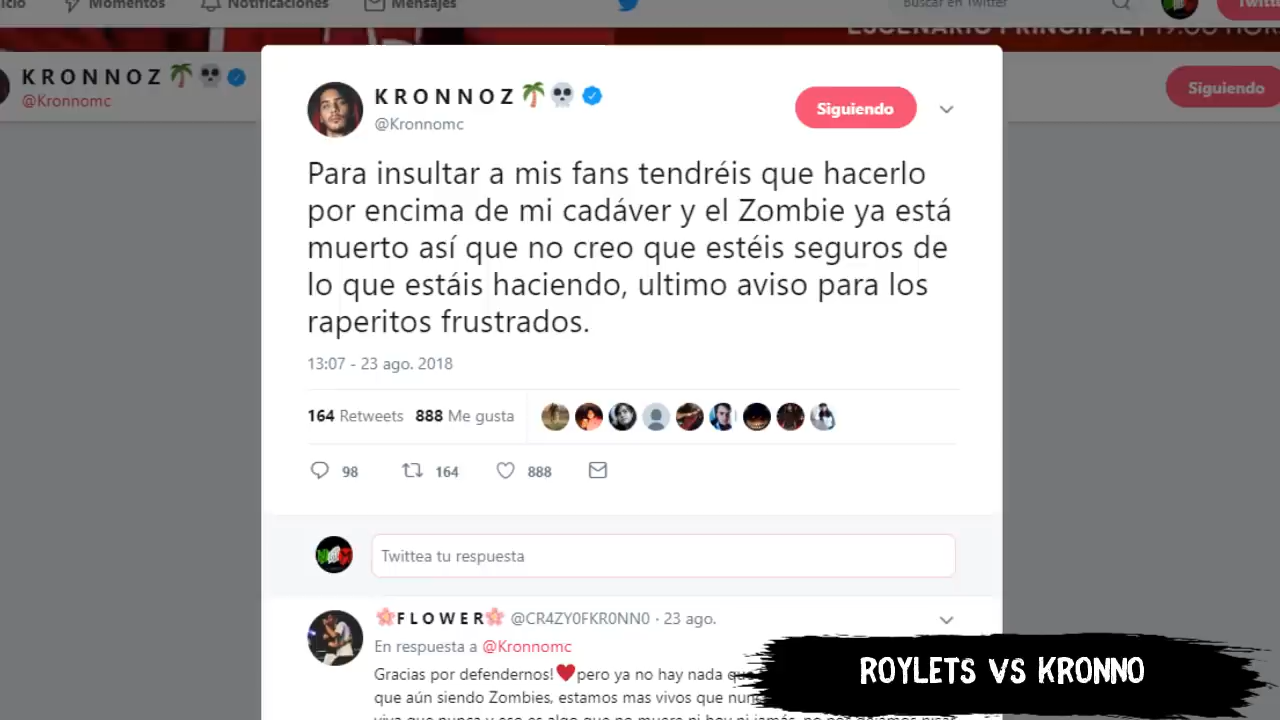 Momentos Notificaciones Mensajes Buscar en Twitter
ESCENARIO PRINCIPAL | 19:00
K R O N N O Z
@Kronnomc
Siguiendo
K R O N N O Z
@Kronnomc
Siguiendo
Para insultar a mis fans tendréis que hacerlo
por encima de mi cadáver y el Zombie ya está
muerto así que no creo que estéis seguros de
lo que estáis haciendo, ultimo aviso para los
raperitos frustrados.
13:07 - 23 ago. 2018
164 Retweets 888 Me gusta
98 164 888
Twittea tu respuesta
F L O W E R @CR4ZY0FKR0NN0 · 23 ago.
En respuesta a @Kronnomc
Gracias por defendernos! pero ya no hay nada
que aún siendo Zombies, estamos mas vivos que
ROYLETS VS KRONNO